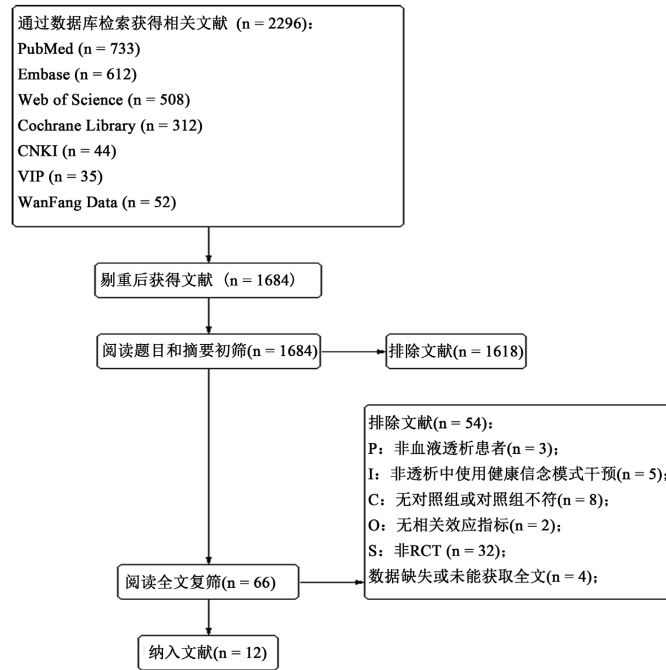 通过数据库检索获得相关文献 (n = 2296)：
PubMed (n = 733)
Embase (n = 612)
Web of Science (n = 508)
Cochrane Library (n = 312)
CNKI (n = 44)
VIP (n = 35)
WanFang Data (n = 52)
剔重后获得文献 (n = 1684)
阅读题目和摘要初筛(n = 1684)
排除文献(n = 1618)
排除文献(n = 54)：
P：非血液透析患者(n = 3)；
I：非透析中使用健康信念模式干预(n = 5)；
C：无对照组或对照组不符(n = 8)；
O：无相关效应指标(n = 2)；
S：非RCT (n = 32)；
数据缺失或未能获取全文(n = 4)；
阅读全文复筛(n = 66)
纳入文献(n = 12)